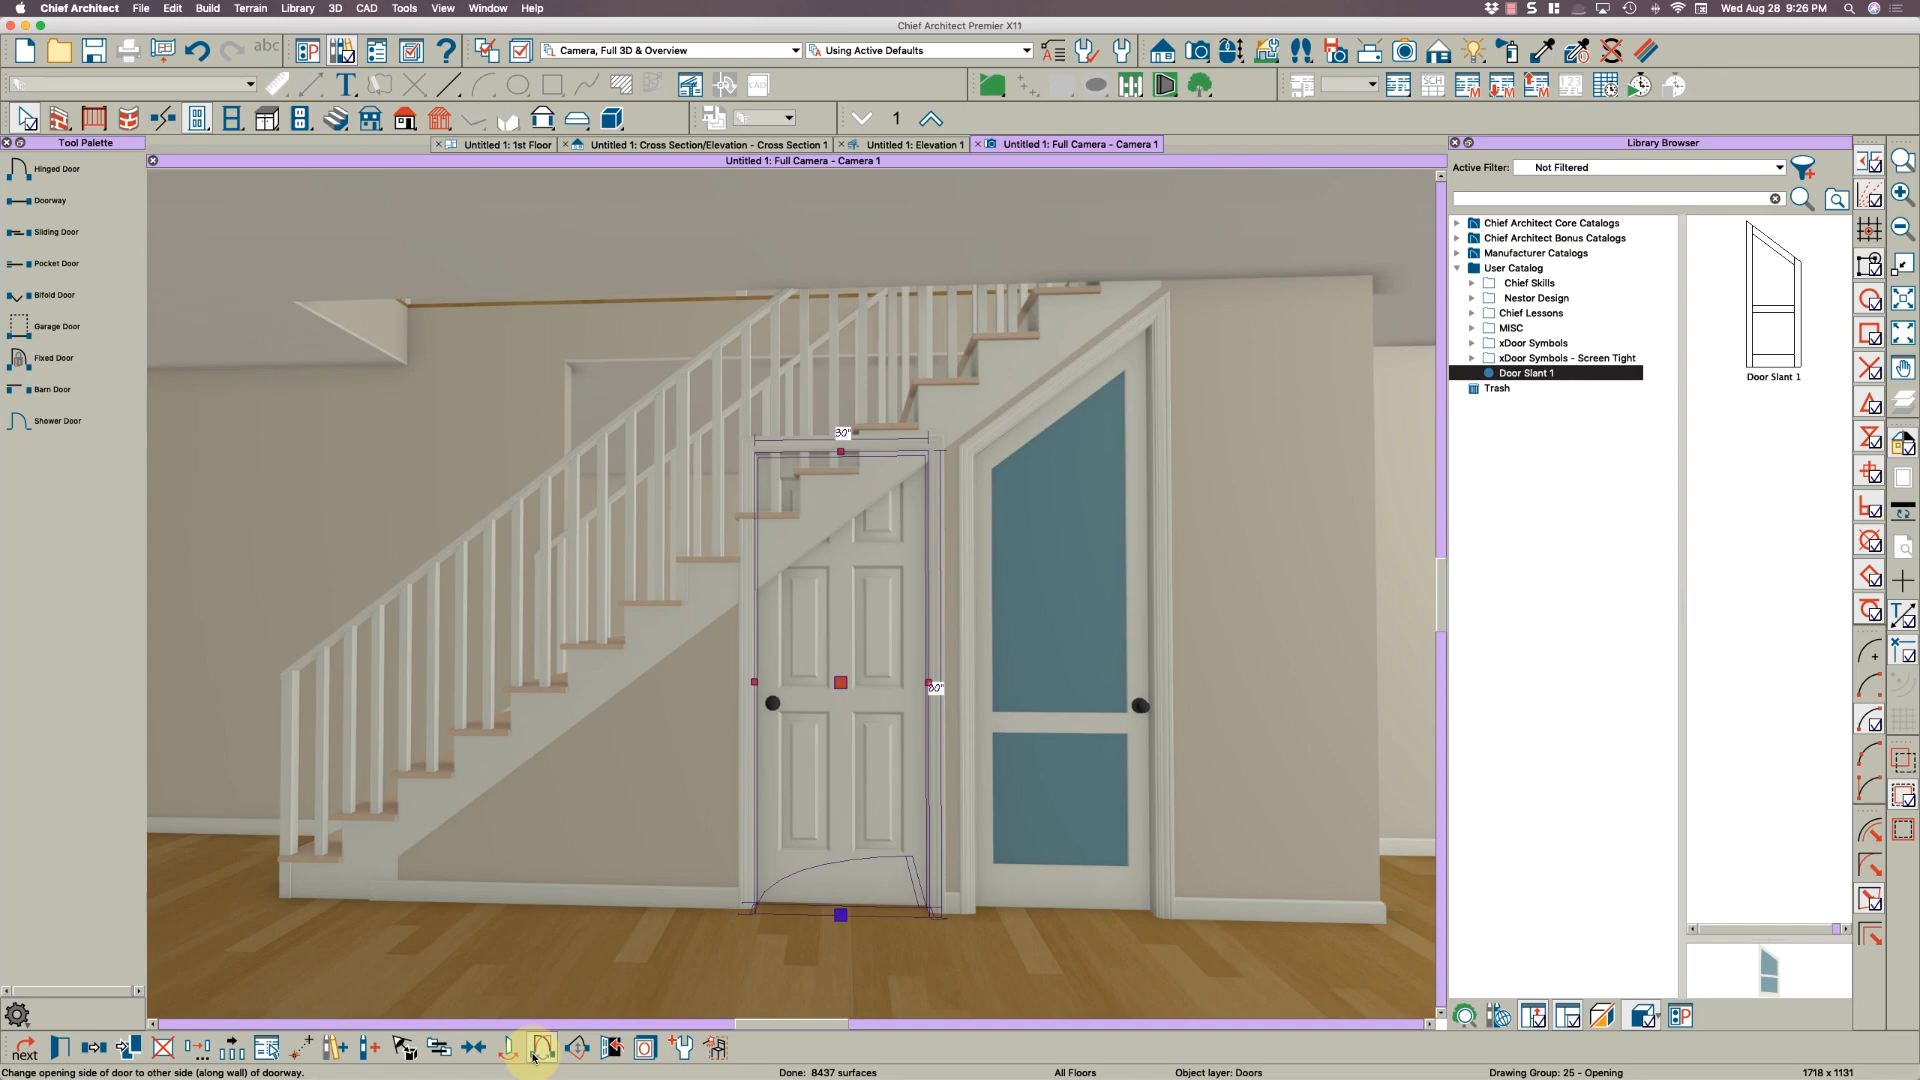 Chief Architect File Edit Build Terrain Library 3D CAD Tools View Window Help
Wed Aug 28 9:26 PM
Chief Architect Premier X11
abc
Camera, Full 3D & Overview
Using Active Defaults
T
CAD
SCH
M
M
M
123
1
Tool Palette
Untitled 1: 1st Floor
Untitled 1: Cross Section/Elevation - Cross Section 1
Untitled 1: Elevation 1
Untitled 1: Full Camera - Camera 1
Library Browser
Untitled 1: Full Camera - Camera 1
Hinged Door
Doorway
Sliding Door
Pocket Door
Bifold Door
Garage Door
Fixed Door
Barn Door
Shower Door
Active Filter: Not Filtered
Chief Architect Core Catalogs
Chief Architect Bonus Catalogs
Manufacturer Catalogs
User Catalog
Chief Skills
Nestor Design
Chief Lessons
MISC
xDoor Symbols
xDoor Symbols - Screen Tight
Door Slant 1
Trash
Door Slant 1
30"
next
Change opening side of door to other side (along wall) of doorway.
Done: 8437 surfaces
All Floors
Object layer: Doors
Drawing Group: 25 - Opening
1718 x 1131